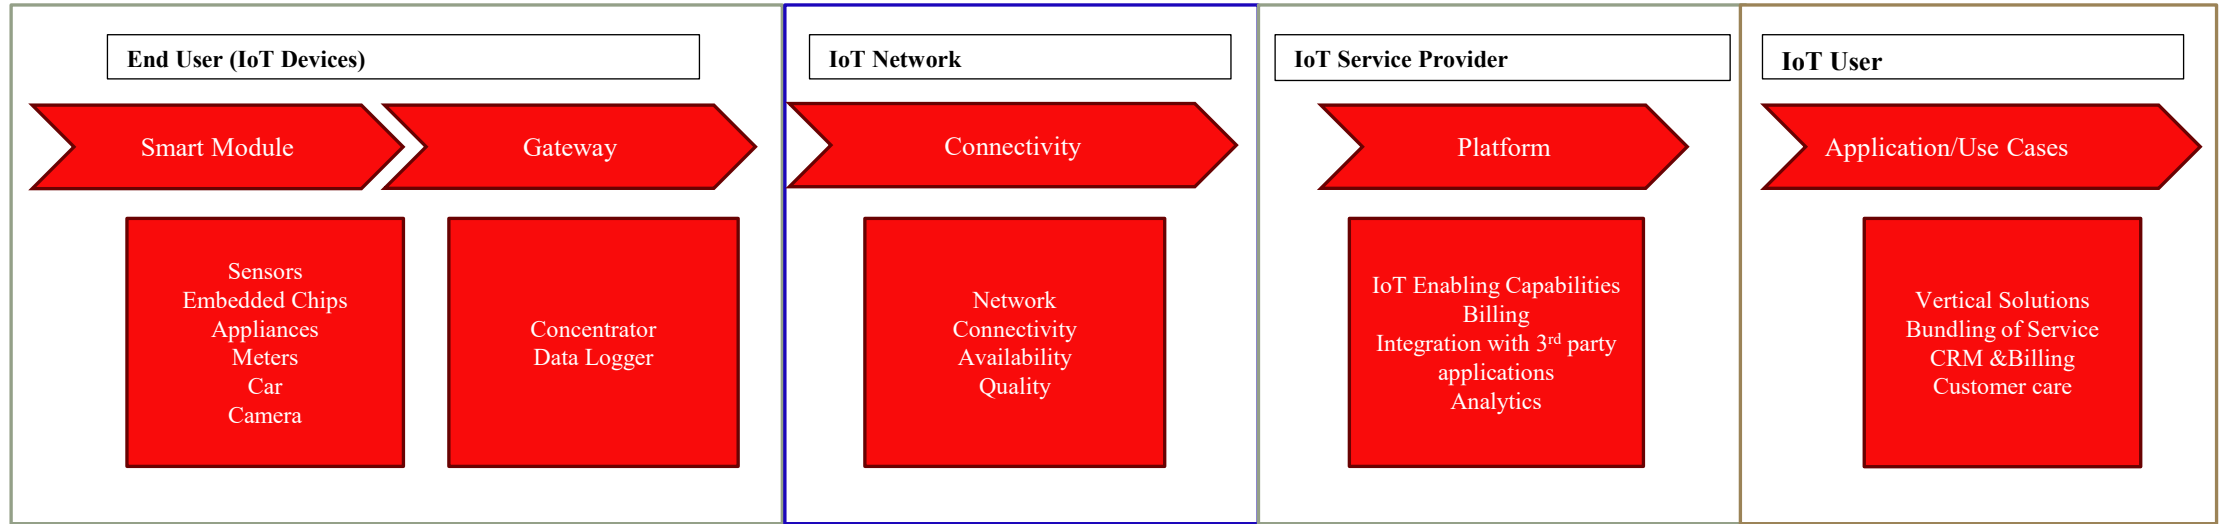 End User (IoT Devices)
IoT Network
IoT Service Provider
IoT User
Smart Module
Gateway
Connectivity
Platform
Application/Use Cases
Sensors
Embedded Chips
Appliances
Meters
Car
Camera
Concentrator
Data Logger
Network
Connectivity
Availability
Quality
IoT Enabling Capabilities
Billing
Integration with 3rd party
applications
Analytics
Vertical Solutions
Bundling of Service
CRM &Billing
Customer care